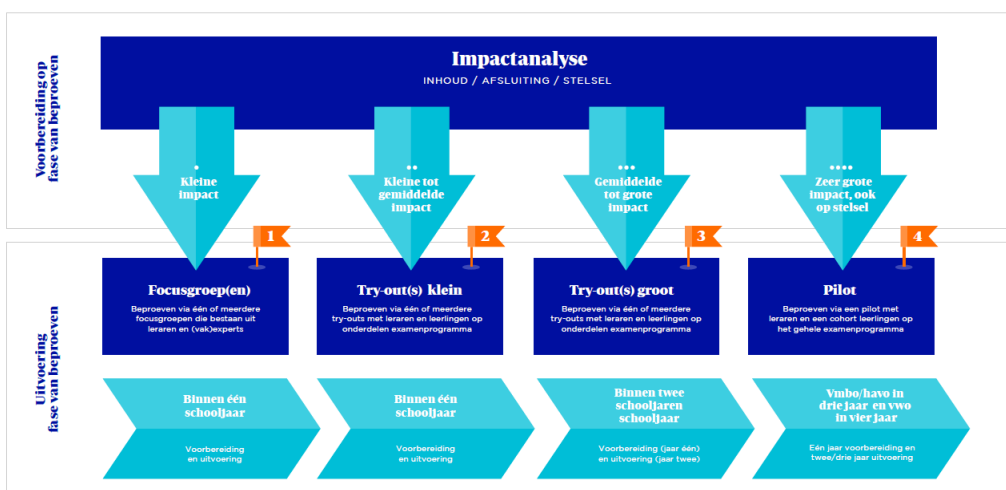 Voorbereiding op
fase van beproeven
Impactanalyse
INHOUD / AFSLUITING / STELSEL
Kleine
impact
Kleine tot
gemiddelde
impact
Gemiddelde
tot grote
impact
Zeer grote
impact, ook
op stelsel
Uitvoering
fase van beproeven
1
Focusgroep(en)
Beproeven via één of meerdere
focusgroepen die bestaan uit
leraren en (vak)experts
2
Try-out(s) klein
Beproeven via één of meerdere
try-outs met leraren en leerlingen op
onderdelen examenprogramma
3
Try-out(s) groot
Beproeven via één of meerdere
try-outs met leraren en leerlingen op
onderdelen examenprogramma
4
Pilot
Beproeven via een pilot met
leraren en een cohort leerlingen op
het gehele examenprogramma
Binnen één
schooljaar
Voorbereiding
en uitvoering
Binnen één
schooljaar
Voorbereiding
en uitvoering
Binnen twee
schooljaren
schooljaar
Voorbereiding (jaar één)
en uitvoering (jaar twee)
Vmbo/havo in
drie jaar en vwo
in vier jaar
Eén jaar voorbereiding en
twee/drie jaar uitvoering